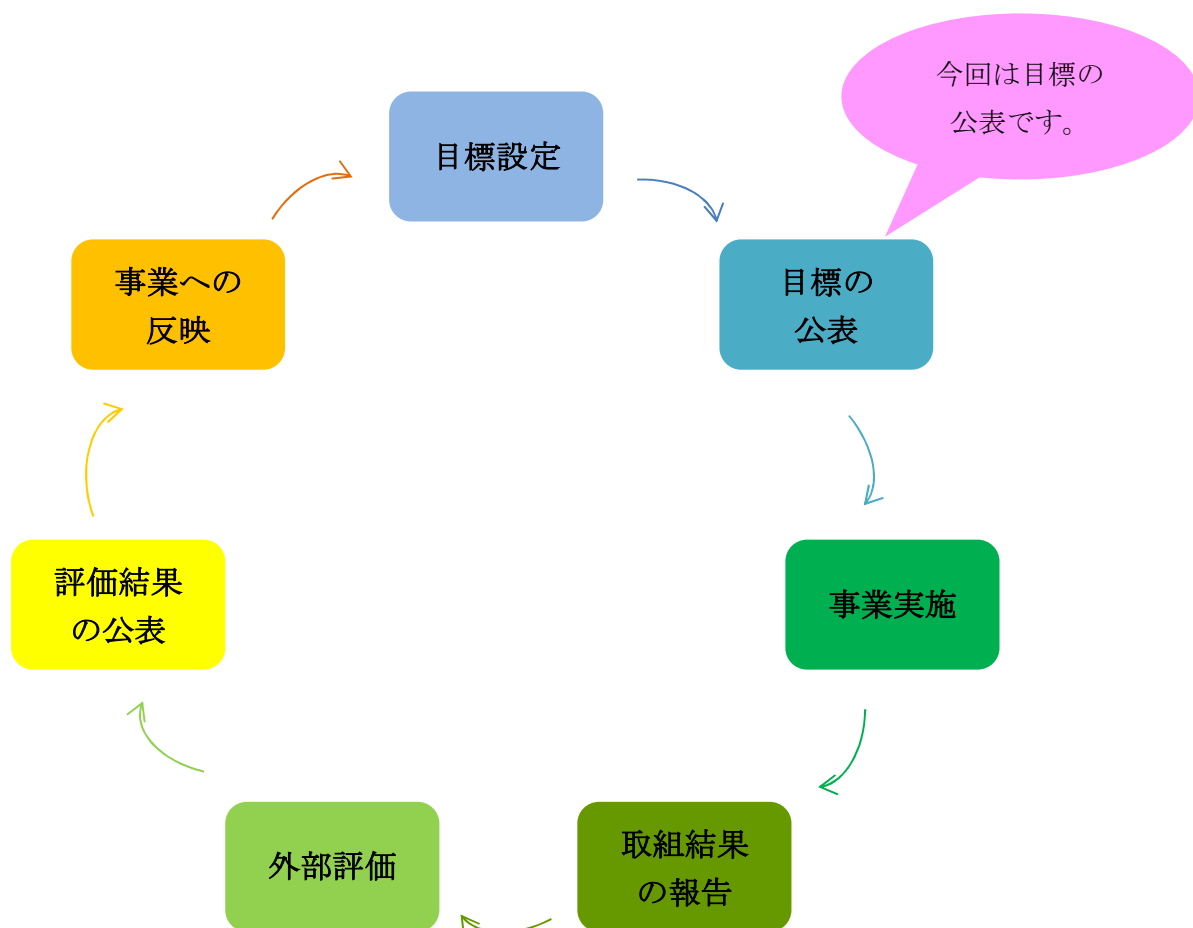 今回は目標の
公表です。
目標設定
目標の
公表
事業実施
取組結果
の報告
外部評価
評価結果
の公表
事業への
反映